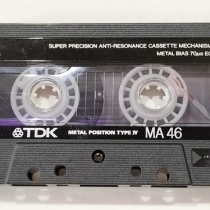 SUPER PRECISION ANTI-RESONANCE CASSETTE MECHANISM
METAL BIAS 70µs EQ
TDK METAL POSITION TYPE IV MA 46